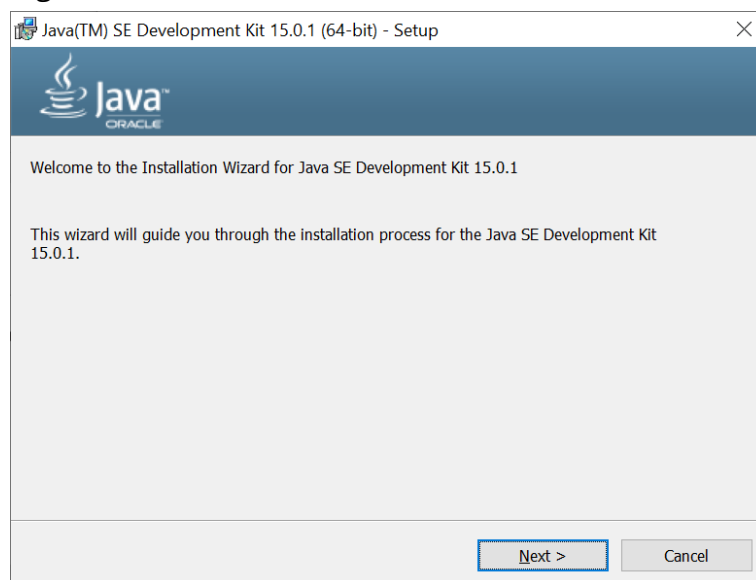 Java(TM) SE Development Kit 15.0.1 (64-bit) - Setup
Java™
ORACLE
Welcome to the Installation Wizard for Java SE Development Kit 15.0.1
This wizard will guide you through the installation process for the Java SE Development Kit
15.0.1.
Next >
Cancel